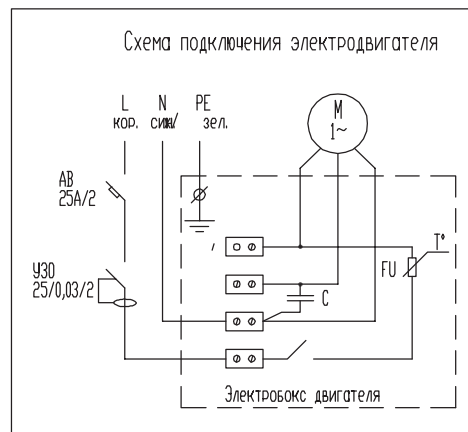 Схема подключения электродвигателя
L N PE
кор. син/ зел.
M
1~
АВ
25А/2
УЗО
25/0,03/2
T°
FU
C
Электробокс двигателя